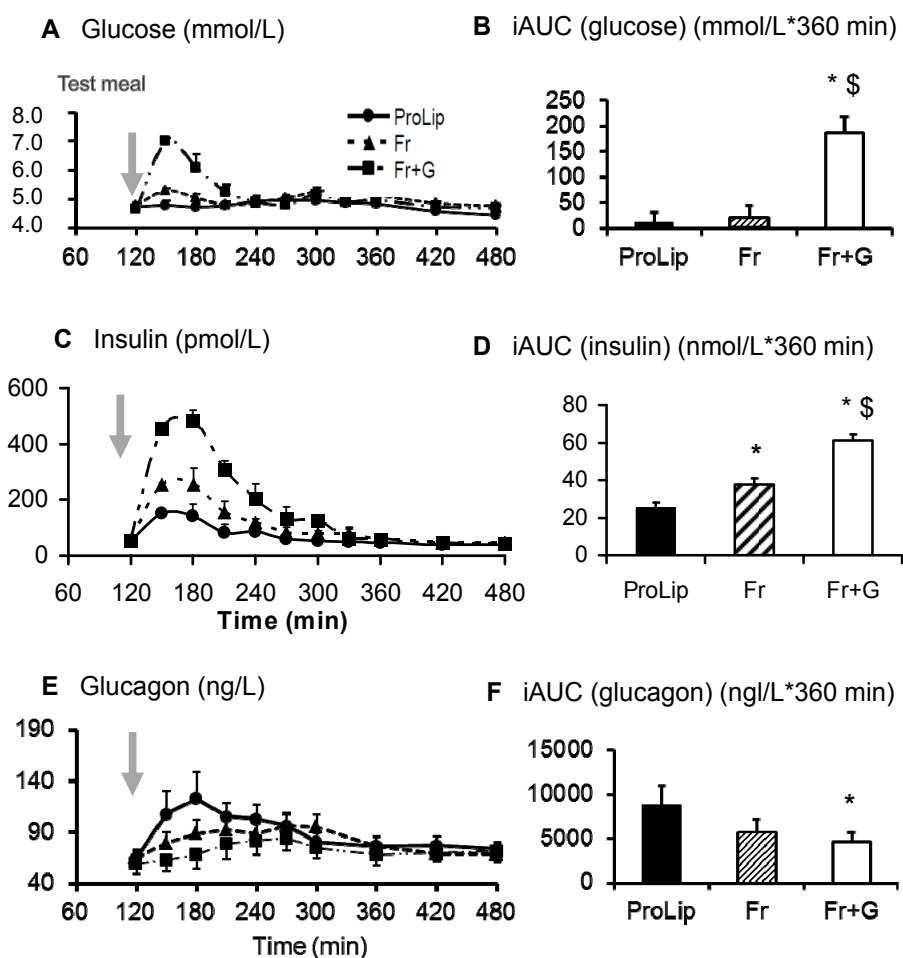 A Glucose (mmol/L)
Test meal
8.0
7.0
6.0
5.0
4.0
ProLip
Fr
Fr+G
60 120 180 240 300 360 420 480
B iAUC (glucose) (mmol/L*360 min)
* $
250
200
150
100
50
0
ProLip Fr Fr+G
C Insulin (pmol/L)
600
400
200
0
60 120 180 240 300 360 420 480
Time (min)
D iAUC (insulin) (nmol/L*360 min)
80
60
40
20
0
*
* $
ProLip Fr Fr+G
E Glucagon (ng/L)
190
140
90
40
60 120 180 240 300 360 420 480
Time (min)
F iAUC (glucagon) (ngl/L*360 min)
15000
10000
5000
0
*
ProLip Fr Fr+G